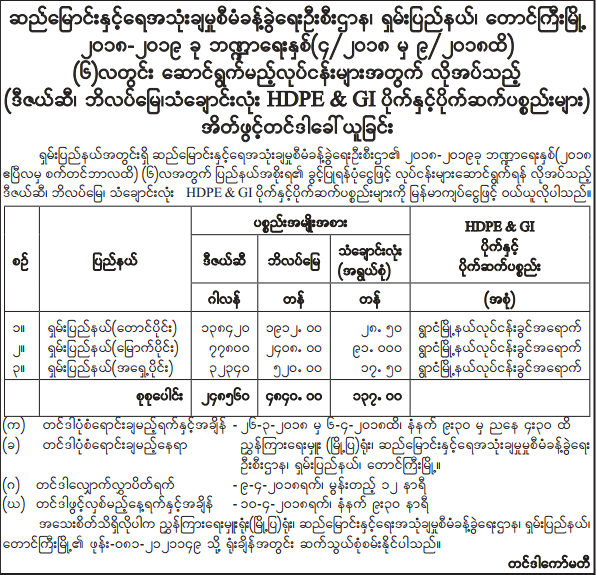 ဆည်မြောင်းနှင့်ရေအသုံးချမှုစီမံခန့်ခွဲရေးဦးစီးဌာန၊ ရှမ်းပြည်နယ်၊ တောင်ကြီးမြို့
၂၀၁၈-၂၀၁၉ ခု ဘဏ္ဍာရေးနှစ်(၄/၂၀၁၈ မှ ၉/၂၀၁၈ထိ)
(၆)လတွင်း ဆောင်ရွက်မည့်လုပ်ငန်းများအတွက် လိုအပ်သည့်
(ဒီဇယ်ဆီ၊ ဘိလပ်မြေ၊သံချောင်းလုံး HDPE & GI ပိုက်နှင့်ပိုက်ဆက်ပစ္စည်းများ)
အိတ်ဖွင့်တင်ဒါခေါ်ယူခြင်း
ရှမ်းပြည်နယ်အတွင်းရှိ ဆည်မြောင်းနှင့်ရေအသုံးချမှုစီမံခန့်ခွဲရေးဦးစီးဌာ၏ ၂၀၁၈-၂၀၁၉ခု ဘဏ္ဍာရေးနှစ်(၂၀၁၈
ဧပြီလမှ စက်တင်ဘာလထိ) (၆)လအတွက် ပြည်နယ်အစိုးရ၏ ခွင့်ပြုရန်ပုံငွေဖြင့် လုပ်ငန်းများဆောင်ရွက်ရန် လိုအပ်သည့်
ဒီဇယ်ဆီ၊ ဘိလပ်မြေ၊ သံချောင်းလုံး HDPE & GI ပိုက်နှင့်ပိုက်ဆက်ပစ္စည်းများကို မြန်မာကျပ်ငွေဖြင့် ဝယ်ယူလိုပါသည်။
စဉ် ပြည်နယ် ပစ္စည်းအမျိုးအစား HDPE & GI ပိုက်နှင့် ပိုက်ဆက်ပစ္စည်း
ဒီဇယ်ဆီ ဘိလပ်မြေ သံချောင်းလုံး (အရွယ်စုံ)
ဂါလန် တန် တန် (အစုံ)
၁။ ရှမ်းပြည်နယ်(တောင်ပိုင်း) ၁၃၈၄၂၀ ၁၉၁၂.၀၀ ၂၈.၅၀ ရွာငံမြို့နယ်လုပ်ငန်းခွင်အရောက်
၂။ ရှမ်းပြည်နယ်(မြောက်ပိုင်း) ၇၇၈၀၀ ၂၄၀၈.၀၀ ၉၁.၀၀၀ ရွာငံမြို့နယ်လုပ်ငန်းခွင်အရောက်
၃။ ရှမ်းပြည်နယ်(အရှေ့ပိုင်း) ၃၂၃၄၀ ၅၂၀.၀၀ ၁၇.၅၀ ရွာငံမြို့နယ်လုပ်ငန်းခွင်အရောက်
စုစုပေါင်း ၂၄၈၅၆၀ ၄၈၄၀.၀၀ ၁၃၇.၀၀
(က) တင်ဒါပုံစံရောင်းချမည့်ရက်နှင့်အချိန် - ၂၆-၃-၂၀၁၈ မှ ၆-၄-၂၀၁၈ထိ၊ နံနက် ၉း၃၀ မှ ညနေ ၄း၃၀ ထိ
(ခ) တင်ဒါပုံစံရောင်းချမည့်နေရာ ညွှန်ကြားရေးမှူး (မြို့ပြ)ရုံး၊ ဆည်မြောင်းနှင့်ရေအသုံးချမှုမှုစီမံခန့်ခွဲရေး
ဦးစီးဌာန၊ ရှမ်းပြည်နယ်၊ တောင်ကြီးမြို့။
(ဂ) တင်ဒါလျှောက်လွှာပိတ်ရက် - ၉-၄-၂၀၁၈ရက်၊ မွန်းတည့် ၁၂ နာရီ
(ဃ) တင်ဒါဖွင့်လှစ်မည့်နေ့ရက်နှင့်အချိန် - ၁၀-၄-၂၀၁၈ရက်၊ နံနက် ၉း၃၀ နာရီ
အသေးစိတ်သိရှိလိုပါက ညွှန်ကြားရေးမှူးရုံး(မြို့ပြ)ရုံး၊ ဆည်မြောင်းနှင့်ရေအသုံချမှုစီမံခန့်ခွဲရေးဌာန၊ ရှမ်းပြည်နယ်၊
တောင်ကြီးမြို့၏ ဖုန်း-၀၈၁-၂၁၂၁၁၄၉ သို့ ရုံးချိန်အတွင်း ဆက်သွယ်စုံစမ်းနိုင်ပါသည်။
တင်ဒါကော်မတီ